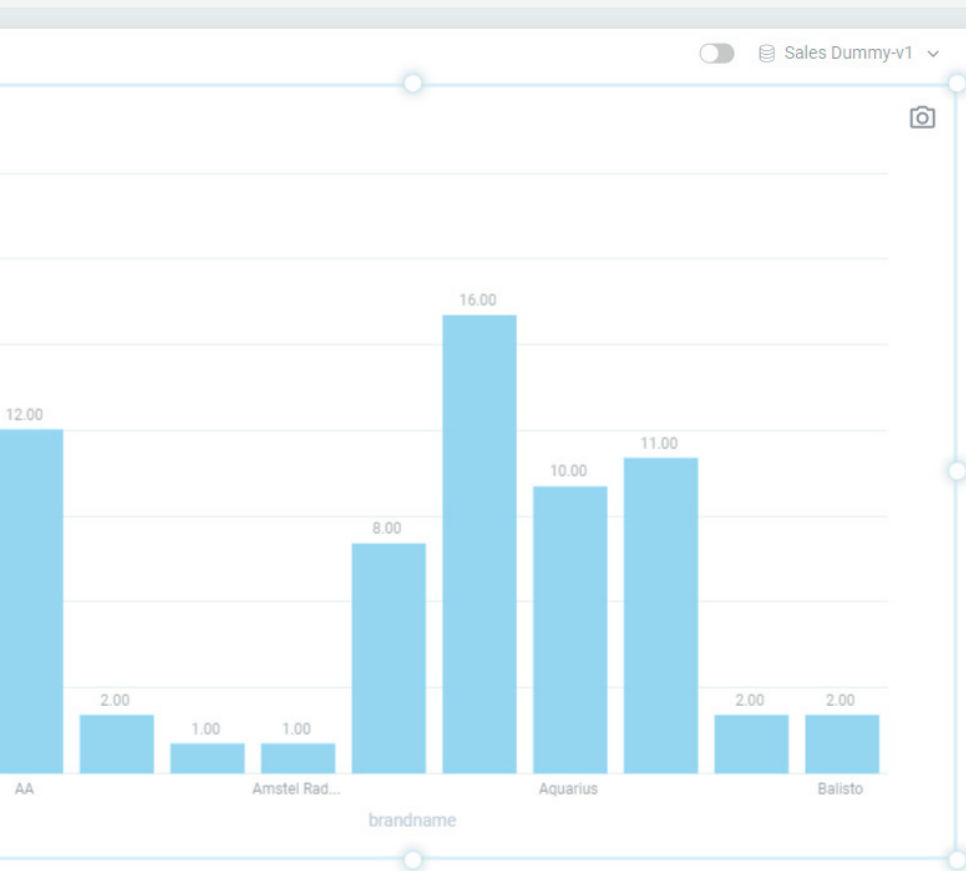 Sales Dummy-v1
16.00
12.00
11.00
10.00
8.00
2.00
2.00
2.00
1.00
1.00
AA
Amstel Rad...
Aquarius
Balisto
brandname